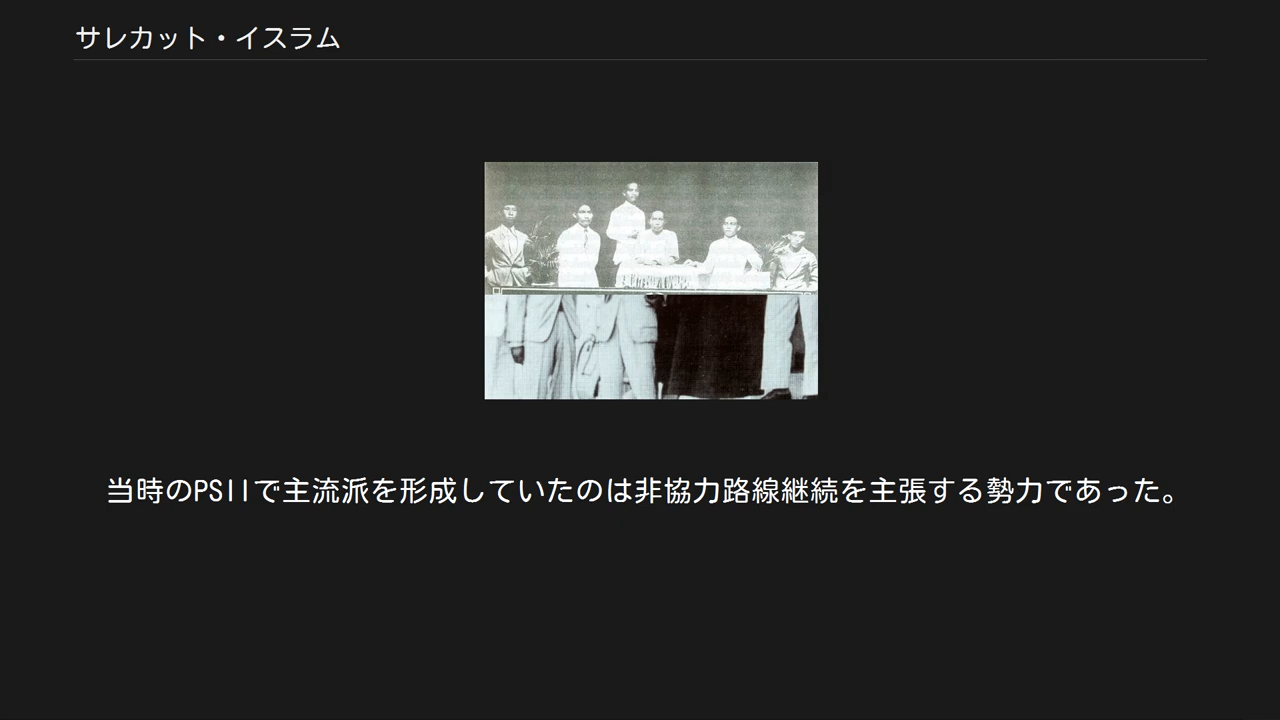 サレカット・イスラム
当時のPSIIで主流派を形成していたのは非協力路線継続を主張する勢力であった。